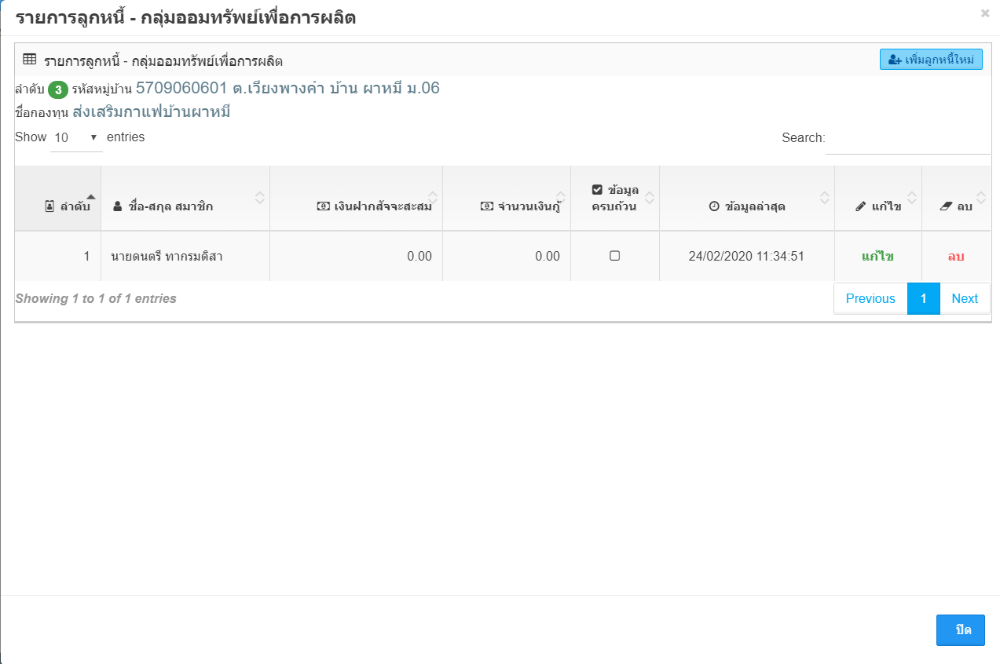 รายการลูกหนี้ - กลุ่มออมทรัพย์เพื่อการผลิต
×
รายการลูกหนี้ - กลุ่มออมทรัพย์เพื่อการผลิต
เพิ่มลูกหนี้ใหม่
ลำดับ 3 รหัสหมู่บ้าน 5709060601 ต.เวียงพางคำ บ้าน ผาหมี ม.06
ชื่อกองทุน ส่งเสริมกาแฟบ้านผาหมี
Show 10 entries
Search:
ลำดับ ชื่อ-สกุล สมาชิก เงินฝากสัจจะสะสม จำนวนเงินกู้ ข้อมูลครบถ้วน ข้อมูลล่าสุด แก้ไข ลบ
1 นายดนตรี ทากรมดิสา 0.00 0.00 24/02/2020 11:34:51 แก้ไข ลบ
Showing 1 to 1 of 1 entries
Previous 1 Next
ปิด